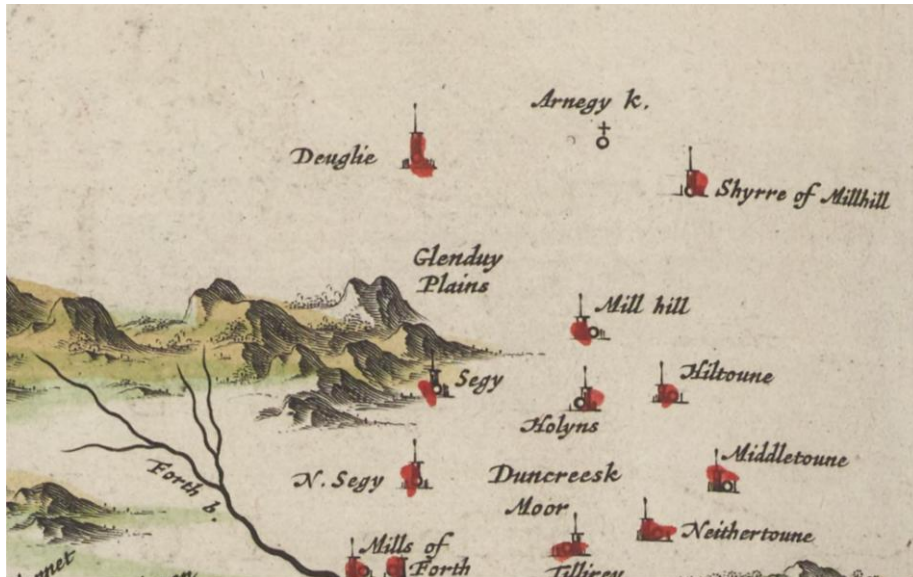 Arnegy k.
Deuglie
Shyrre of Millhill
Glenduy
Plains
Mill hill
Segy
Hiltoune
Holyns
Middletoune
N. Segy
Duncreesk
Moor
Forth b.
Neithertoune
Mills of
Forth
Tillirey